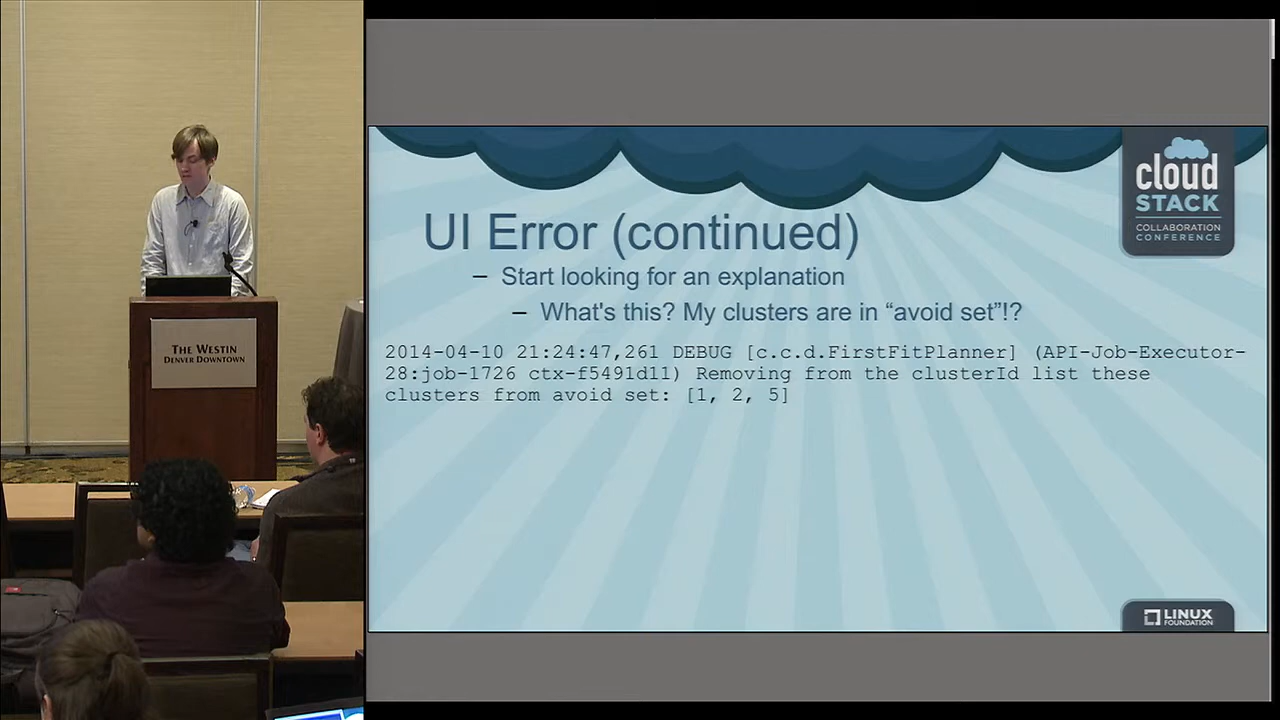 THE WESTIN
DENVER DOWNTOWN
cloud
STACK
COLLABORATION
CONFERENCE
UI Error (continued)
– Start looking for an explanation
– What's this? My clusters are in “avoid set”!?
2014-04-10 21:24:47,261 DEBUG [c.c.d.FirstFitPlanner] (API-Job-Executor-
28:job-1726 ctx-f5491d11) Removing from the clusterId list these
clusters from avoid set: [1, 2, 5]
LINUX
FOUNDATION